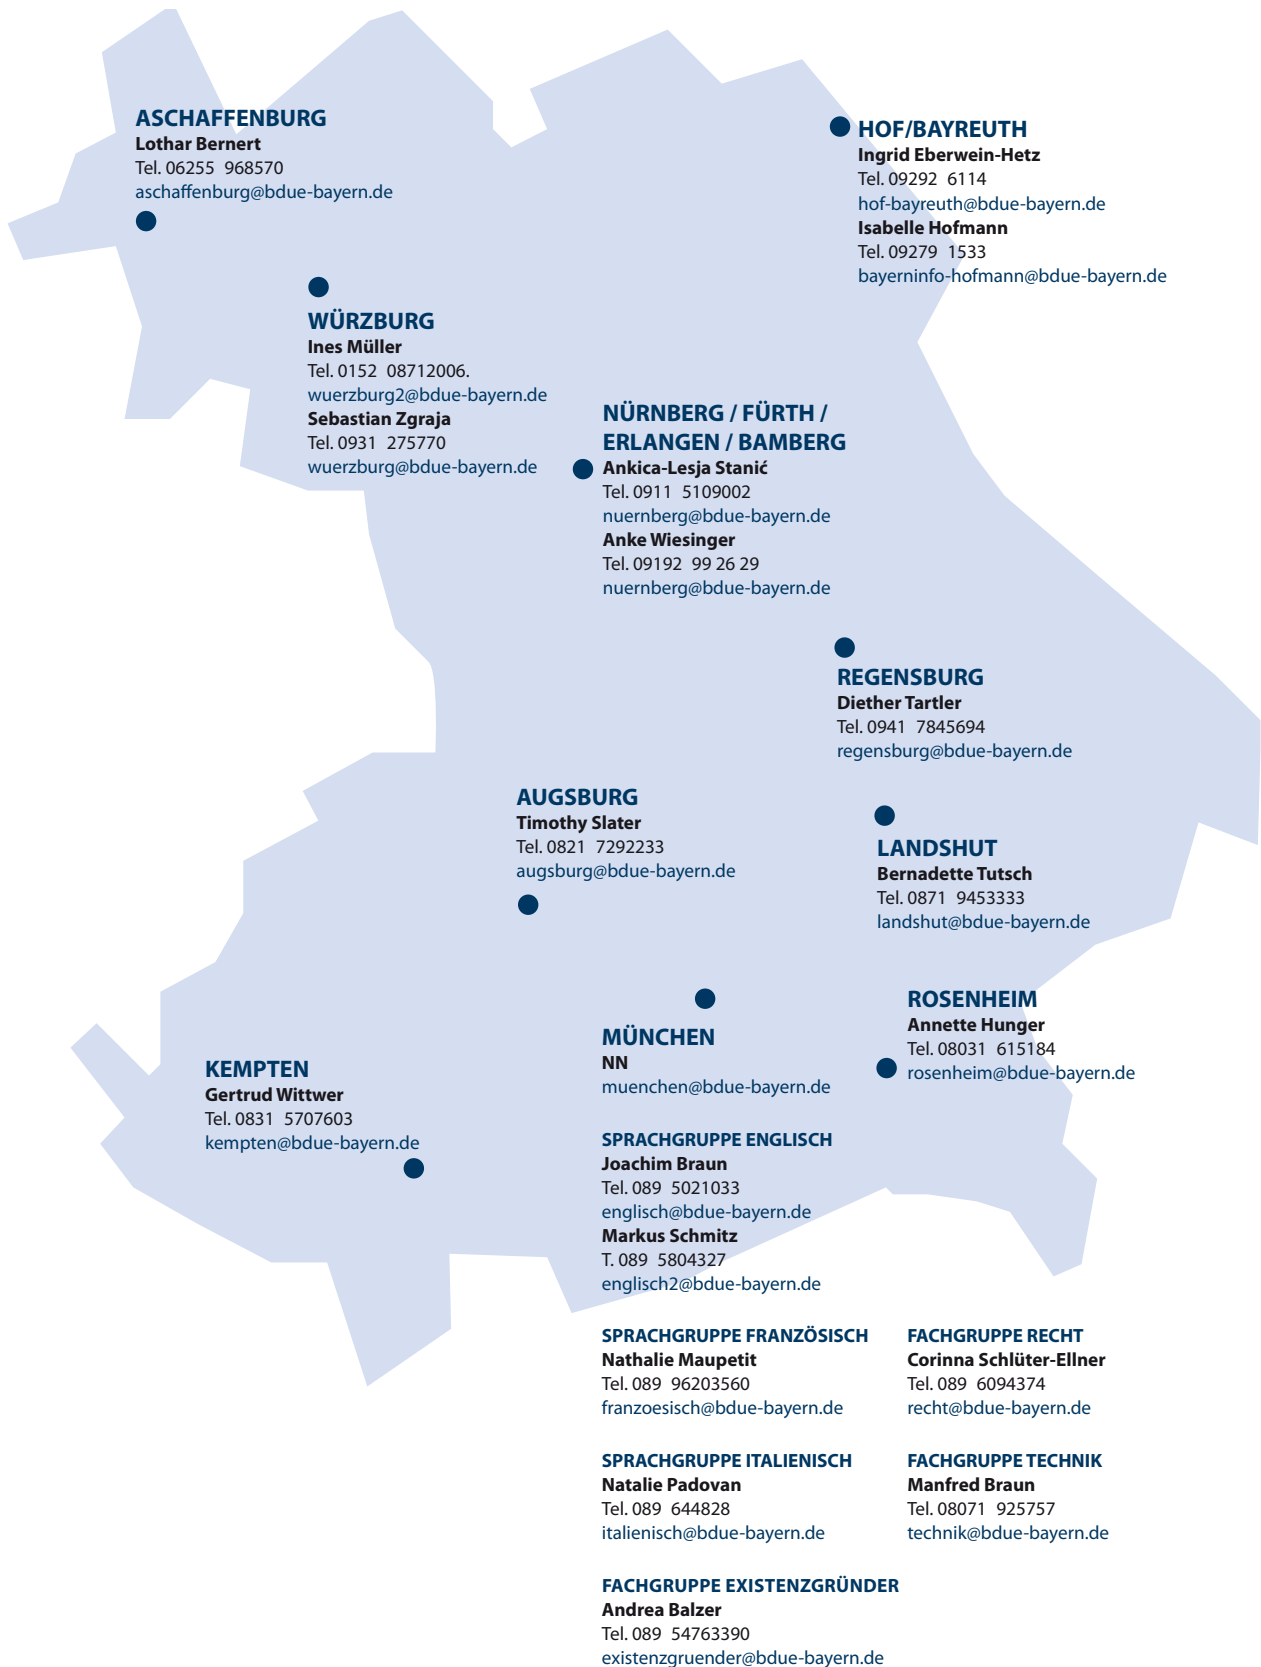 ASCHAFFENBURG
Lothar Bernert
Tel. 06255 968570
aschaffenburg@bdue-bayern.de
HOF/BAYREUTH
Ingrid Eberwein-Hetz
Tel. 09292 6114
hof-bayreuth@bdue-bayern.de
Isabelle Hofmann
Tel. 09279 1533
bayerninfo-hofmann@bdue-bayern.de
WÜRZBURG
Ines Müller
Tel. 0152 08712006.
wuerzburg2@bdue-bayern.de
Sebastian Zgraja
Tel. 0931 275770
wuerzburg@bdue-bayern.de
NÜRNBERG / FÜRTH /
ERLANGEN / BAMBERG
Ankica-Lesja Stanić
Tel. 0911 5109002
nuernberg@bdue-bayern.de
Anke Wiesinger
Tel. 09192 99 26 29
nuernberg@bdue-bayern.de
REGENSBURG
Diether Tartler
Tel. 0941 7845694
regensburg@bdue-bayern.de
AUGSBURG
Timothy Slater
Tel. 0821 7292233
augsburg@bdue-bayern.de
LANDSHUT
Bernadette Tutsch
Tel. 0871 9453333
landshut@bdue-bayern.de
ROSENHEIM
Annette Hunger
Tel. 08031 615184
rosenheim@bdue-bayern.de
MÜNCHEN
NN
muenchen@bdue-bayern.de
KEMPTEN
Gertrud Wittwer
Tel. 0831 5707603
kempten@bdue-bayern.de
SPRACHGRUPPE ENGLISCH
Joachim Braun
Tel. 089 5021033
englisch@bdue-bayern.de
Markus Schmitz
T. 089 5804327
englisch2@bdue-bayern.de
SPRACHGRUPPE FRANZÖSISCH
Nathalie Maupetit
Tel. 089 96203560
franzoesisch@bdue-bayern.de
FACHGRUPPE RECHT
Corinna Schlüter-Ellner
Tel. 089 6094374
recht@bdue-bayern.de
SPRACHGRUPPE ITALIENISCH
Natalie Padovan
Tel. 089 644828
italienisch@bdue-bayern.de
FACHGRUPPE TECHNIK
Manfred Braun
Tel. 08071 925757
technik@bdue-bayern.de
FACHGRUPPE EXISTENZGRÜNDER
Andrea Balzer
Tel. 089 54763390
existenzgruender@bdue-bayern.de